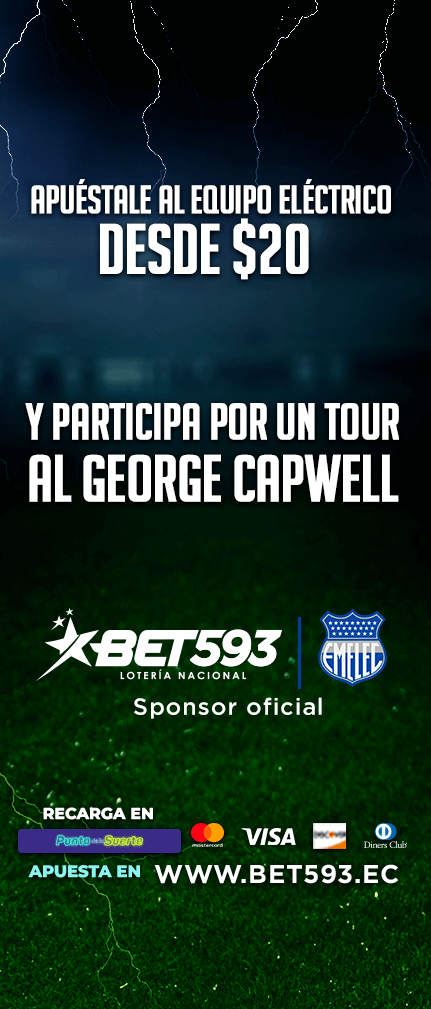 APUÉSTALE AL EQUIPO ELÉCTRICO
DESDE $20
Y PARTICIPA POR UN TOUR
AL GEORGE CAPWELL
BET593
LOTERÍA NACIONAL
EMELEC
Sponsor oficial
RECARGA EN
Punto de la Suerte
mastercard
VISA
DISCOVER
Diners Club
APUESTA EN
WWW.BET593.EC